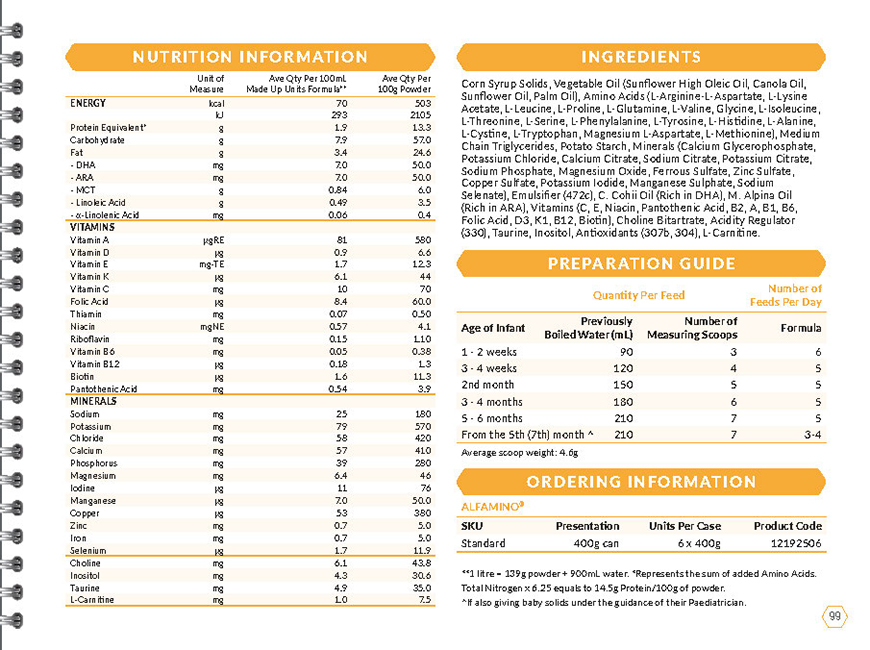 NUTRITION INFORMATION
Unit of Measure Ave Qty Per 100mL Made Up Units Formula** Ave Qty Per 100g Powder
ENERGY kcal 70 503
kJ 293 2105
Protein Equivalent* g 1.9 13.3
Carbohydrate g 7.9 57.0
Fat g 3.4 24.6
- DHA mg 7.0 50.0
- ARA mg 7.0 50.0
- MCT g 0.84 6.0
- Linoleic Acid g 0.49 3.5
- α-Linolenic Acid mg 0.06 0.4
VITAMINS
Vitamin A µgRE 81 580
Vitamin D µg 0.9 6.6
Vitamin E mg-TE 1.7 12.3
Vitamin K µg 6.1 44
Vitamin C mg 10 70
Folic Acid µg 8.4 60.0
Thiamin mg 0.07 0.50
Niacin mgNE 0.57 4.1
Riboflavin mg 0.15 1.10
Vitamin B6 mg 0.05 0.38
Vitamin B12 µg 0.18 1.3
Biotin µg 1.6 11.3
Pantothenic Acid mg 0.54 3.9
MINERALS
Sodium mg 25 180
Potassium mg 79 570
Chloride mg 58 420
Calcium mg 57 410
Phosphorus mg 39 280
Magnesium mg 6.4 46
Iodine µg 11 76
Manganese µg 7.0 50.0
Copper µg 53 380
Zinc mg 0.7 5.0
Iron mg 0.7 5.0
Selenium µg 1.7 11.9
Choline mg 6.1 43.8
Inositol mg 4.3 30.6
Taurine mg 4.9 35.0
L-Carnitine mg 1.0 7.5
INGREDIENTS
Corn Syrup Solids, Vegetable Oil (Sunflower High Oleic Oil, Canola Oil,
Sunflower Oil, Palm Oil), Amino Acids (L-Arginine-L-Aspartate, L-Lysine
Acetate, L-Leucine, L-Proline, L-Glutamine, L-Valine, Glycine, L-Isoleucine,
L-Threonine, L-Serine, L-Phenylalanine, L-Tyrosine, L-Histidine, L-Alanine,
L-Cystine, L-Tryptophan, Magnesium L-Aspartate, L-Methionine), Medium
Chain Triglycerides, Potato Starch, Minerals (Calcium Glycerophosphate,
Potassium Chloride, Calcium Citrate, Sodium Citrate, Potassium Citrate,
Sodium Phosphate, Magnesium Oxide, Ferrous Sulfate, Zinc Sulfate,
Copper Sulfate, Potassium Iodide, Manganese Sulphate, Sodium
Selenate), Emulsifier (472c), C. Cohii Oil (Rich in DHA), M. Alpina Oil
(Rich in ARA), Vitamins (C, E, Niacin, Pantothenic Acid, B2, A, B1, B6,
Folic Acid, D3, K1, B12, Biotin), Choline Bitartrate, Acidity Regulator
(330), Taurine, Inositol, Antioxidants (307b, 304), L-Carnitine.
PREPARATION GUIDE
Quantity Per Feed Number of Feeds Per Day
Age of Infant Previously Boiled Water (mL) Number of Measuring Scoops Formula
1 - 2 weeks 90 3 6
3 - 4 weeks 120 4 5
2nd month 150 5 5
3 - 4 months 180 6 5
5 - 6 months 210 7 5
From the 5th (7th) month ^ 210 7 3-4
Average scoop weight: 4.6g
ORDERING INFORMATION
ALFAMINO®
SKU Presentation Units Per Case Product Code
Standard 400g can 6 x 400g 12192506
**1 litre = 139g powder + 900mL water. *Represents the sum of added Amino Acids.
Total Nitrogen x 6.25 equals to 14.5g Protein/100g of powder.
^If also giving baby solids under the guidance of their Paediatrician.
99